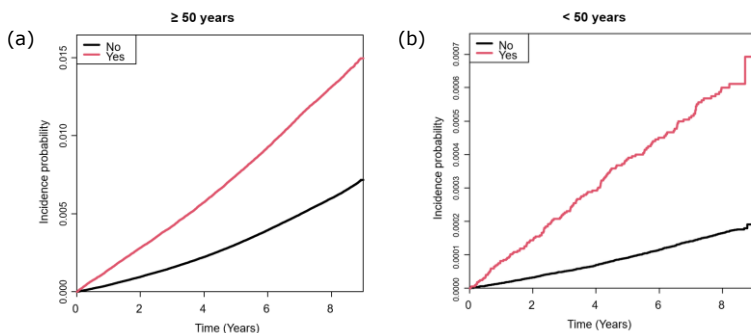 (a)
≥ 50 years
No
Yes
Incidence probability
0.015
0.010
0.005
0.000
0 2 4 6 8
Time (Years)
(b)
< 50 years
No
Yes
Incidence probability
0.0007
0.0006
0.0005
0.0004
0.0003
0.0002
0.0001
0.0000
0 2 4 6 8
Time (Years)